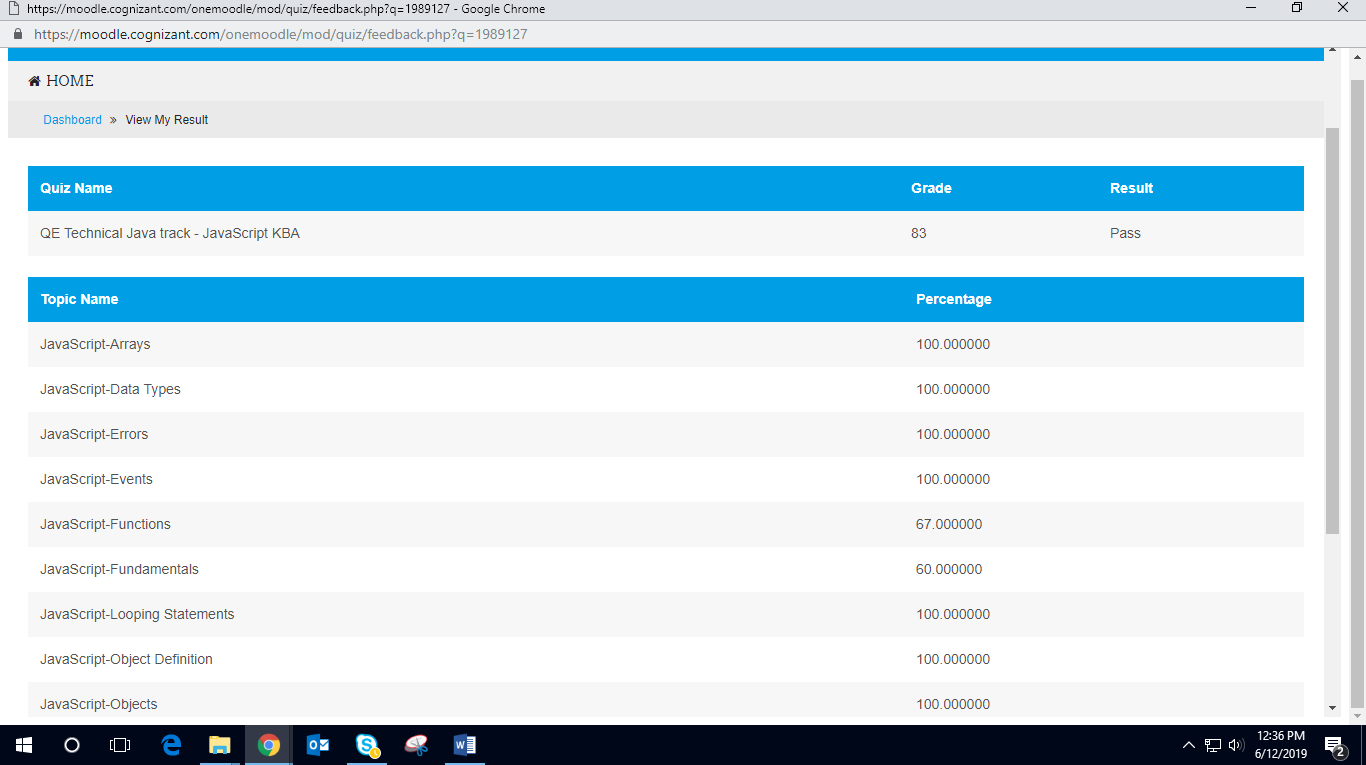 https://moodle.cognizant.com/onemoodle/mod/quiz/feedback.php?q=1989127 - Google Chrome
https://moodle.cognizant.com/onemoodle/mod/quiz/feedback.php?q=1989127
HOME
Dashboard » View My Result
Quiz Name Grade Result
QE Technical Java track - JavaScript KBA 83 Pass
Topic Name Percentage
JavaScript-Arrays 100.000000
JavaScript-Data Types 100.000000
JavaScript-Errors 100.000000
JavaScript-Events 100.000000
JavaScript-Functions 67.000000
JavaScript-Fundamentals 60.000000
JavaScript-Looping Statements 100.000000
JavaScript-Object Definition 100.000000
JavaScript-Objects 100.000000
12:36 PM
6/12/2019
2